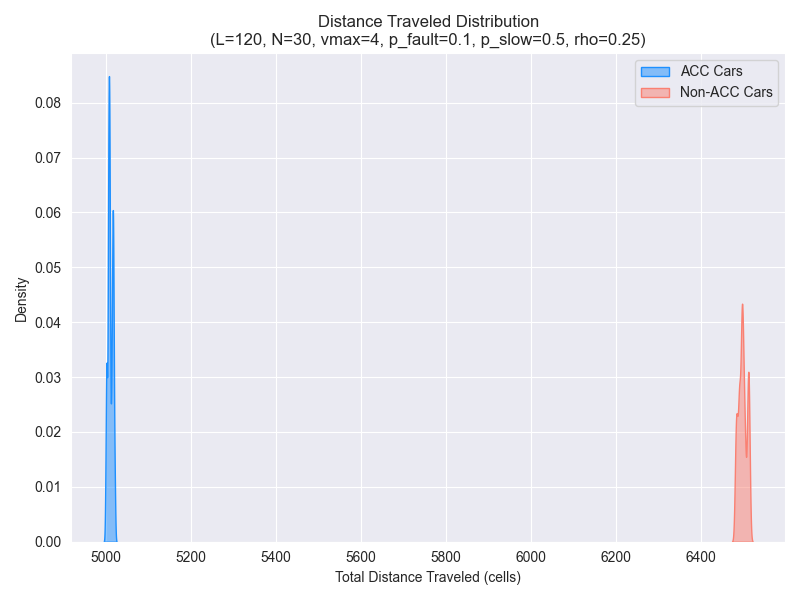 Distance Traveled Distribution
(L=120, N=30, vmax=4, p_fault=0.1, p_slow=0.5, rho=0.25)
ACC Cars
Non-ACC Cars
0.08
0.07
0.06
0.05
0.04
0.03
0.02
0.01
0.00
Density
5000 5200 5400 5600 5800 6000 6200 6400
Total Distance Traveled (cells)